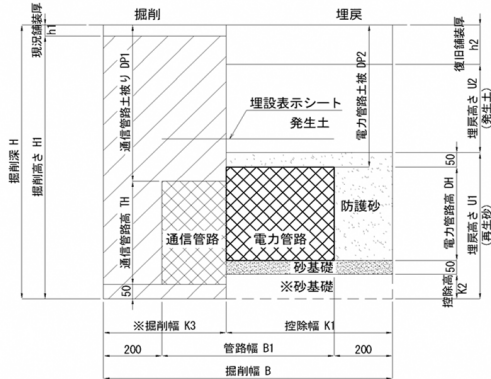 掘削
埋戻
現況舗装厚
h1
掘削深 H
掘削高さ H1
通信管路土被り DP1
通信管路高 TH
50
電力管路土被 DP2
復旧舗装厚
h2
埋戻高さ U2
(発生土)
埋設表示シート
発生土
50
電力管路高 DH
埋戻高さ U1
(再生砂)
防護砂
通信管路
電力管路
砂基礎
50
※砂基礎
控除高
K2
※掘削幅 K3
控除幅 K1
200
管路幅 B1
200
掘削幅 B